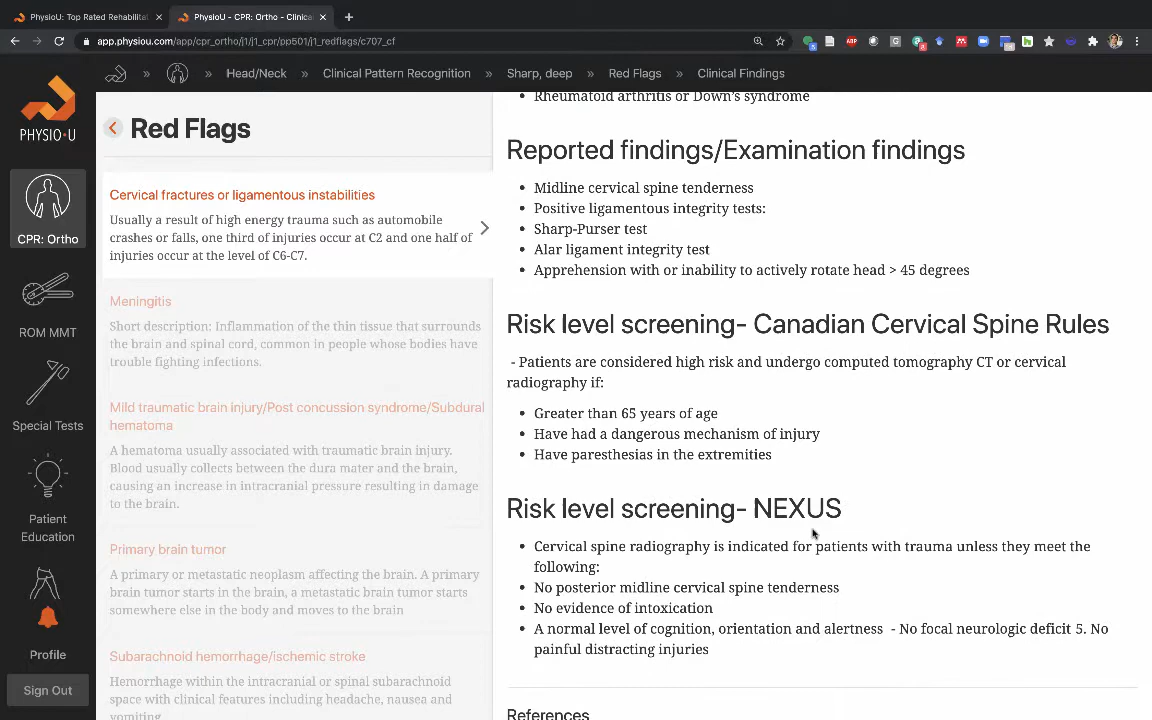 PhysioU: Top Rated Rehabilitat
PhysioU - CPR: Ortho - Clinical
app.physiou.com/app/cpr_ortho/j1/j1_cpr/pp501/j1_redflags/c707_cf
» Head/Neck » Clinical Pattern Recognition » Sharp, deep » Red Flags » Clinical Findings
PHYSIO·U
CPR: Ortho
ROM MMT
Special Tests
Patient
Education
Profile
Sign Out
Red Flags
Cervical fractures or ligamentous instabilities
Usually a result of high energy trauma such as automobile
crashes or falls, one third of injuries occur at C2 and one half of
injuries occur at the level of C6-C7.
Meningitis
Short description: Inflammation of the thin tissue that surrounds
the brain and spinal cord, common in people whose bodies have
trouble fighting infections.
Mild traumatic brain injury/Post concussion syndrome/Subdural
hematoma
A hematoma usually associated with traumatic brain injury.
Blood usually collects between the dura mater and the brain,
causing an increase in intracranial pressure resulting in damage
to the brain.
Primary brain tumor
A primary or metastatic neoplasm affecting the brain. A primary
brain tumor starts in the brain, a metastatic brain tumor starts
somewhere else in the body and moves to the brain
Subarachnoid hemorrhage/ischemic stroke
Hemorrhage within the intracranial or spinal subarachnoid
space with clinical features including headache, nausea and
vomiting
• Rheumatoid arthritis or Down's syndrome
Reported findings/Examination findings
• Midline cervical spine tenderness
• Positive ligamentous integrity tests:
• Sharp-Purser test
• Alar ligament integrity test
• Apprehension with or inability to actively rotate head > 45 degrees
Risk level screening- Canadian Cervical Spine Rules
- Patients are considered high risk and undergo computed tomography CT or cervical
radiography if:
• Greater than 65 years of age
• Have had a dangerous mechanism of injury
• Have paresthesias in the extremities
Risk level screening- NEXUS
• Cervical spine radiography is indicated for patients with trauma unless they meet the
following:
• No posterior midline cervical spine tenderness
• No evidence of intoxication
• A normal level of cognition, orientation and alertness - No focal neurologic deficit 5. No
painful distracting injuries
References